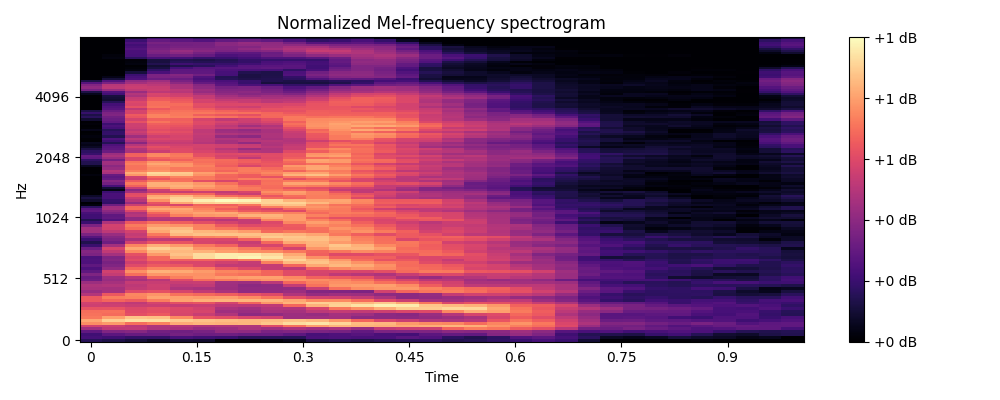 Normalized Mel-frequency spectrogram
Hz
4096
2048
1024
512
0
0 0.15 0.3 0.45 0.6 0.75 0.9
Time
+1 dB
+1 dB
+1 dB
+0 dB
+0 dB
+0 dB